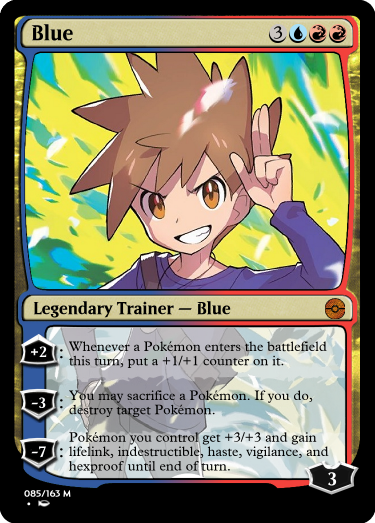 Blue 3
Legendary Trainer — Blue
+2: Whenever a Pokémon enters the battlefield
this turn, put a +1/+1 counter on it.
-3: You may sacrifice a Pokémon. If you do,
destroy target Pokémon.
-7: Pokémon you control get +3/+3 and gain
lifelink, indestructible, haste, vigilance, and
hexproof until end of turn.
3
085/163 M